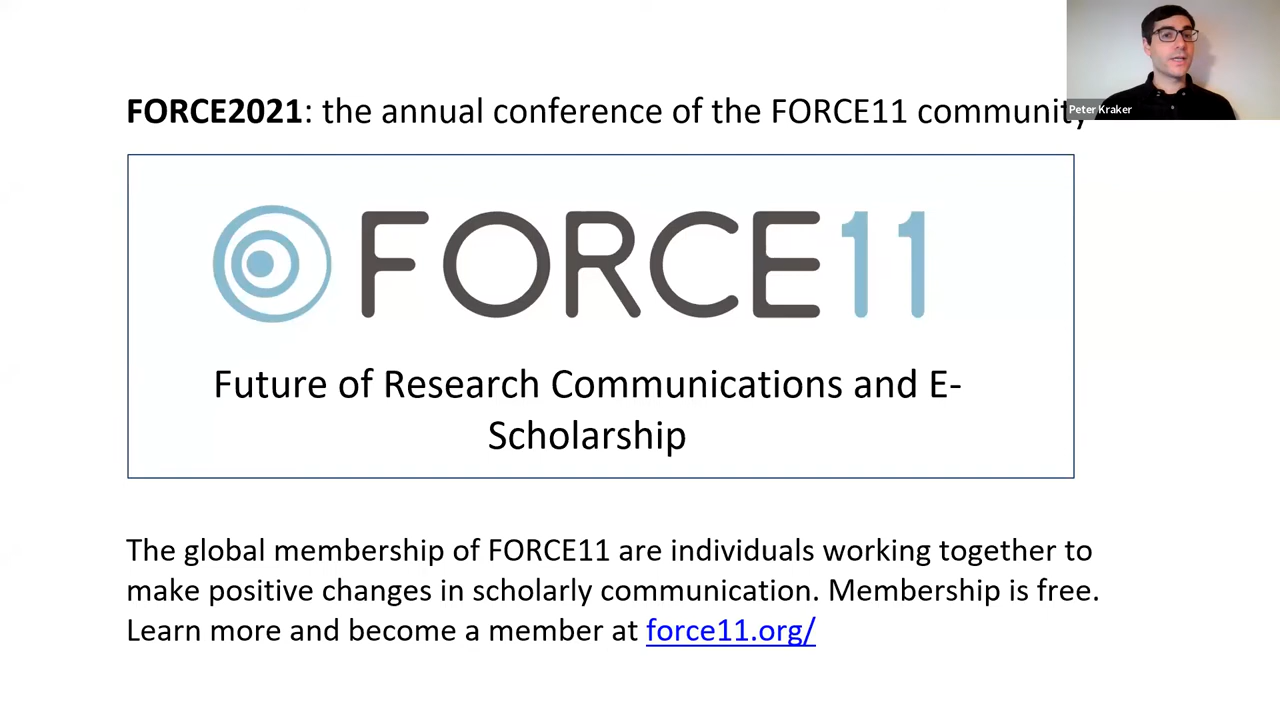 FORCE2021: the annual conference of the FORCE11 community
Peter Kraker
FORCE11
Future of Research Communications and E-
Scholarship
The global membership of FORCE11 are individuals working together to
make positive changes in scholarly communication. Membership is free.
Learn more and become a member at force11.org/